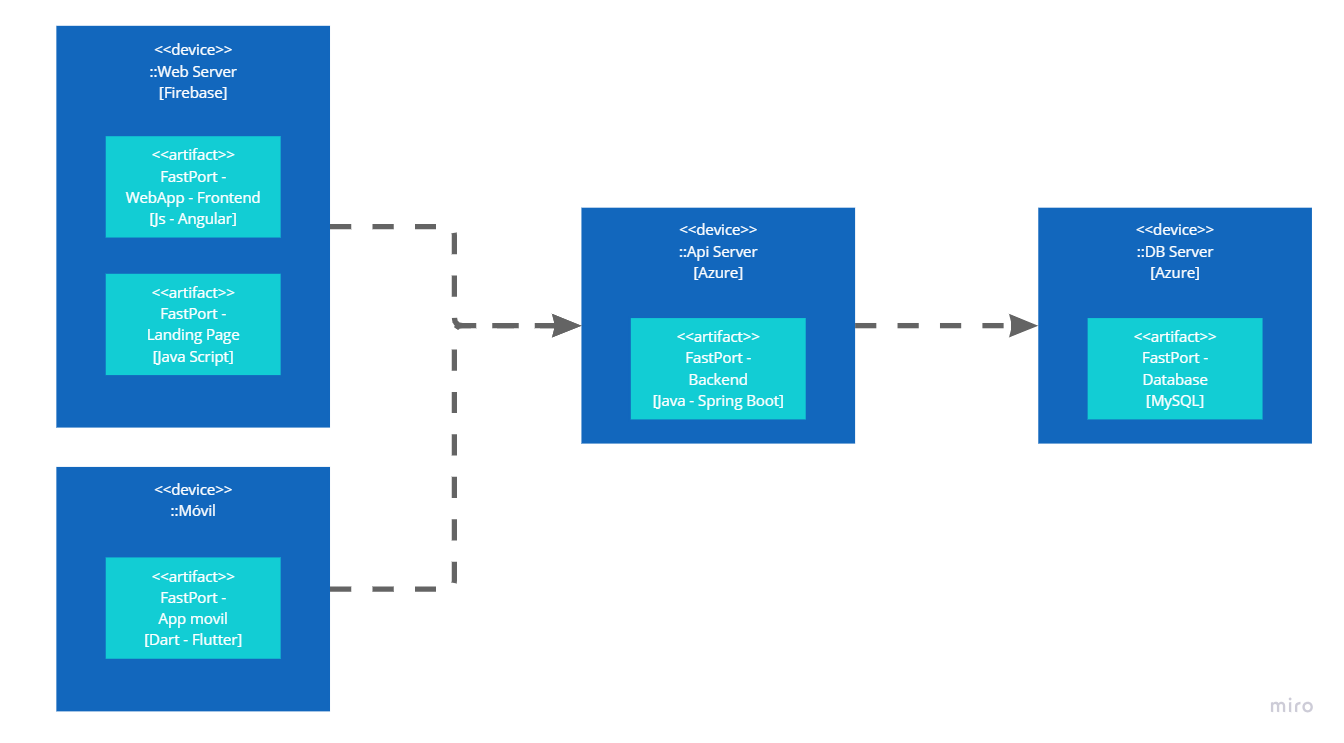 <<device>>
::Web Server
[Firebase]
<<artifact>>
FastPort -
WebApp - Frontend
[Js - Angular]
<<artifact>>
FastPort -
Landing Page
[Java Script]
<<device>>
::Móvil
<<artifact>>
FastPort -
App movil
[Dart - Flutter]
<<device>>
::Api Server
[Azure]
<<artifact>>
FastPort -
Backend
[Java - Spring Boot]
<<device>>
::DB Server
[Azure]
<<artifact>>
FastPort -
Database
[MySQL]
miro